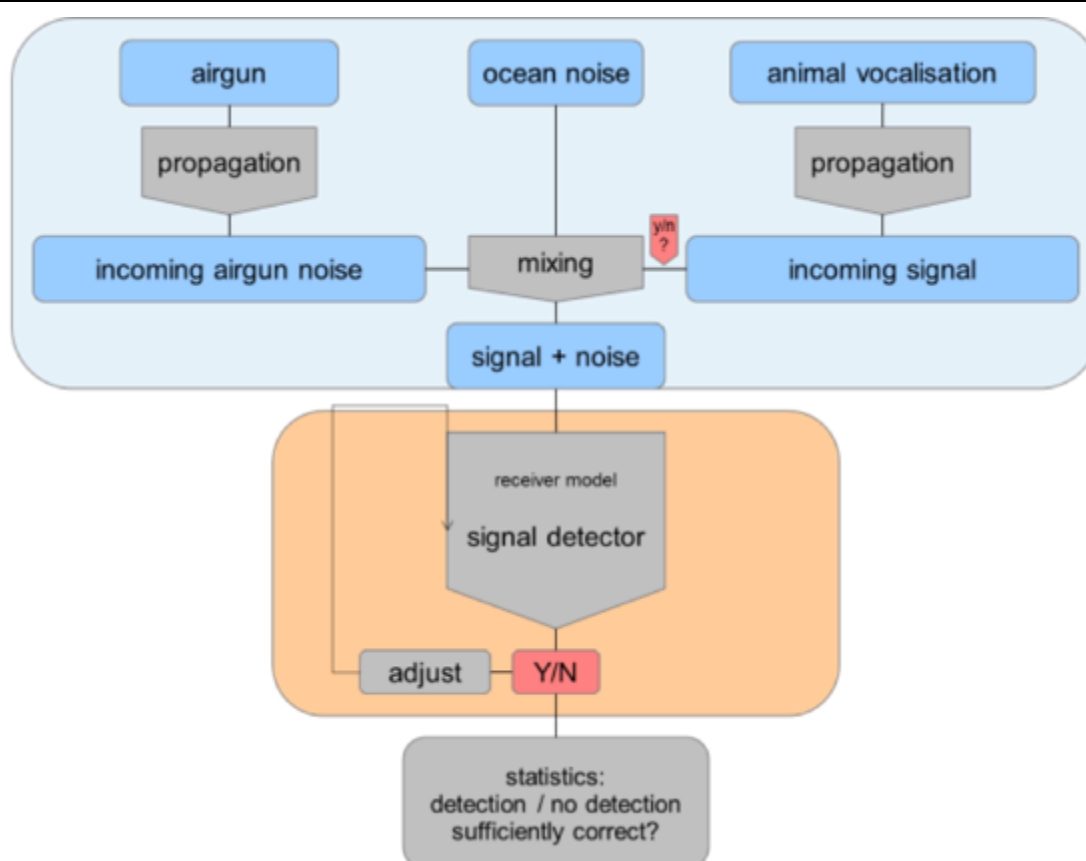 airgun
ocean noise
animal vocalisation
propagation
propagation
y/n
?
incoming airgun noise
mixing
incoming signal
signal + noise
receiver model
signal detector
adjust
Y/N
statistics:
detection / no detection
sufficiently correct?